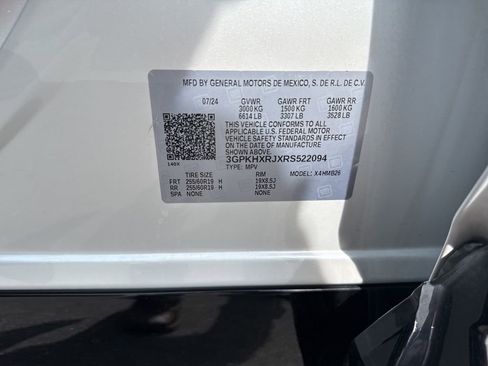 MFD BY GENERAL MOTORS DE MEXICO, S. DE R.L. DE C.V.
07/24 GVWR GAWR FRT GAWR RR
3000 KG 1500 KG 1600 KG
6614 LB 3307 LB 3528 LB
THIS VEHICLE CONFORMS TO ALL
APPLICABLE U.S. FEDERAL MOTOR
VEHICLE SAFETY STANDARDS IN EFFECT
ON THE DATE OF MANUFACTURE
SHOWN ABOVE.
3GPKHXRJXRS522094
TYPE: MPV MODEL: X4HMB26
TIRE SIZE RIM
FRT 255/60R19 H 19X8.5J
RR 255/60R19 H 19X8.5J
SPA NONE NONE